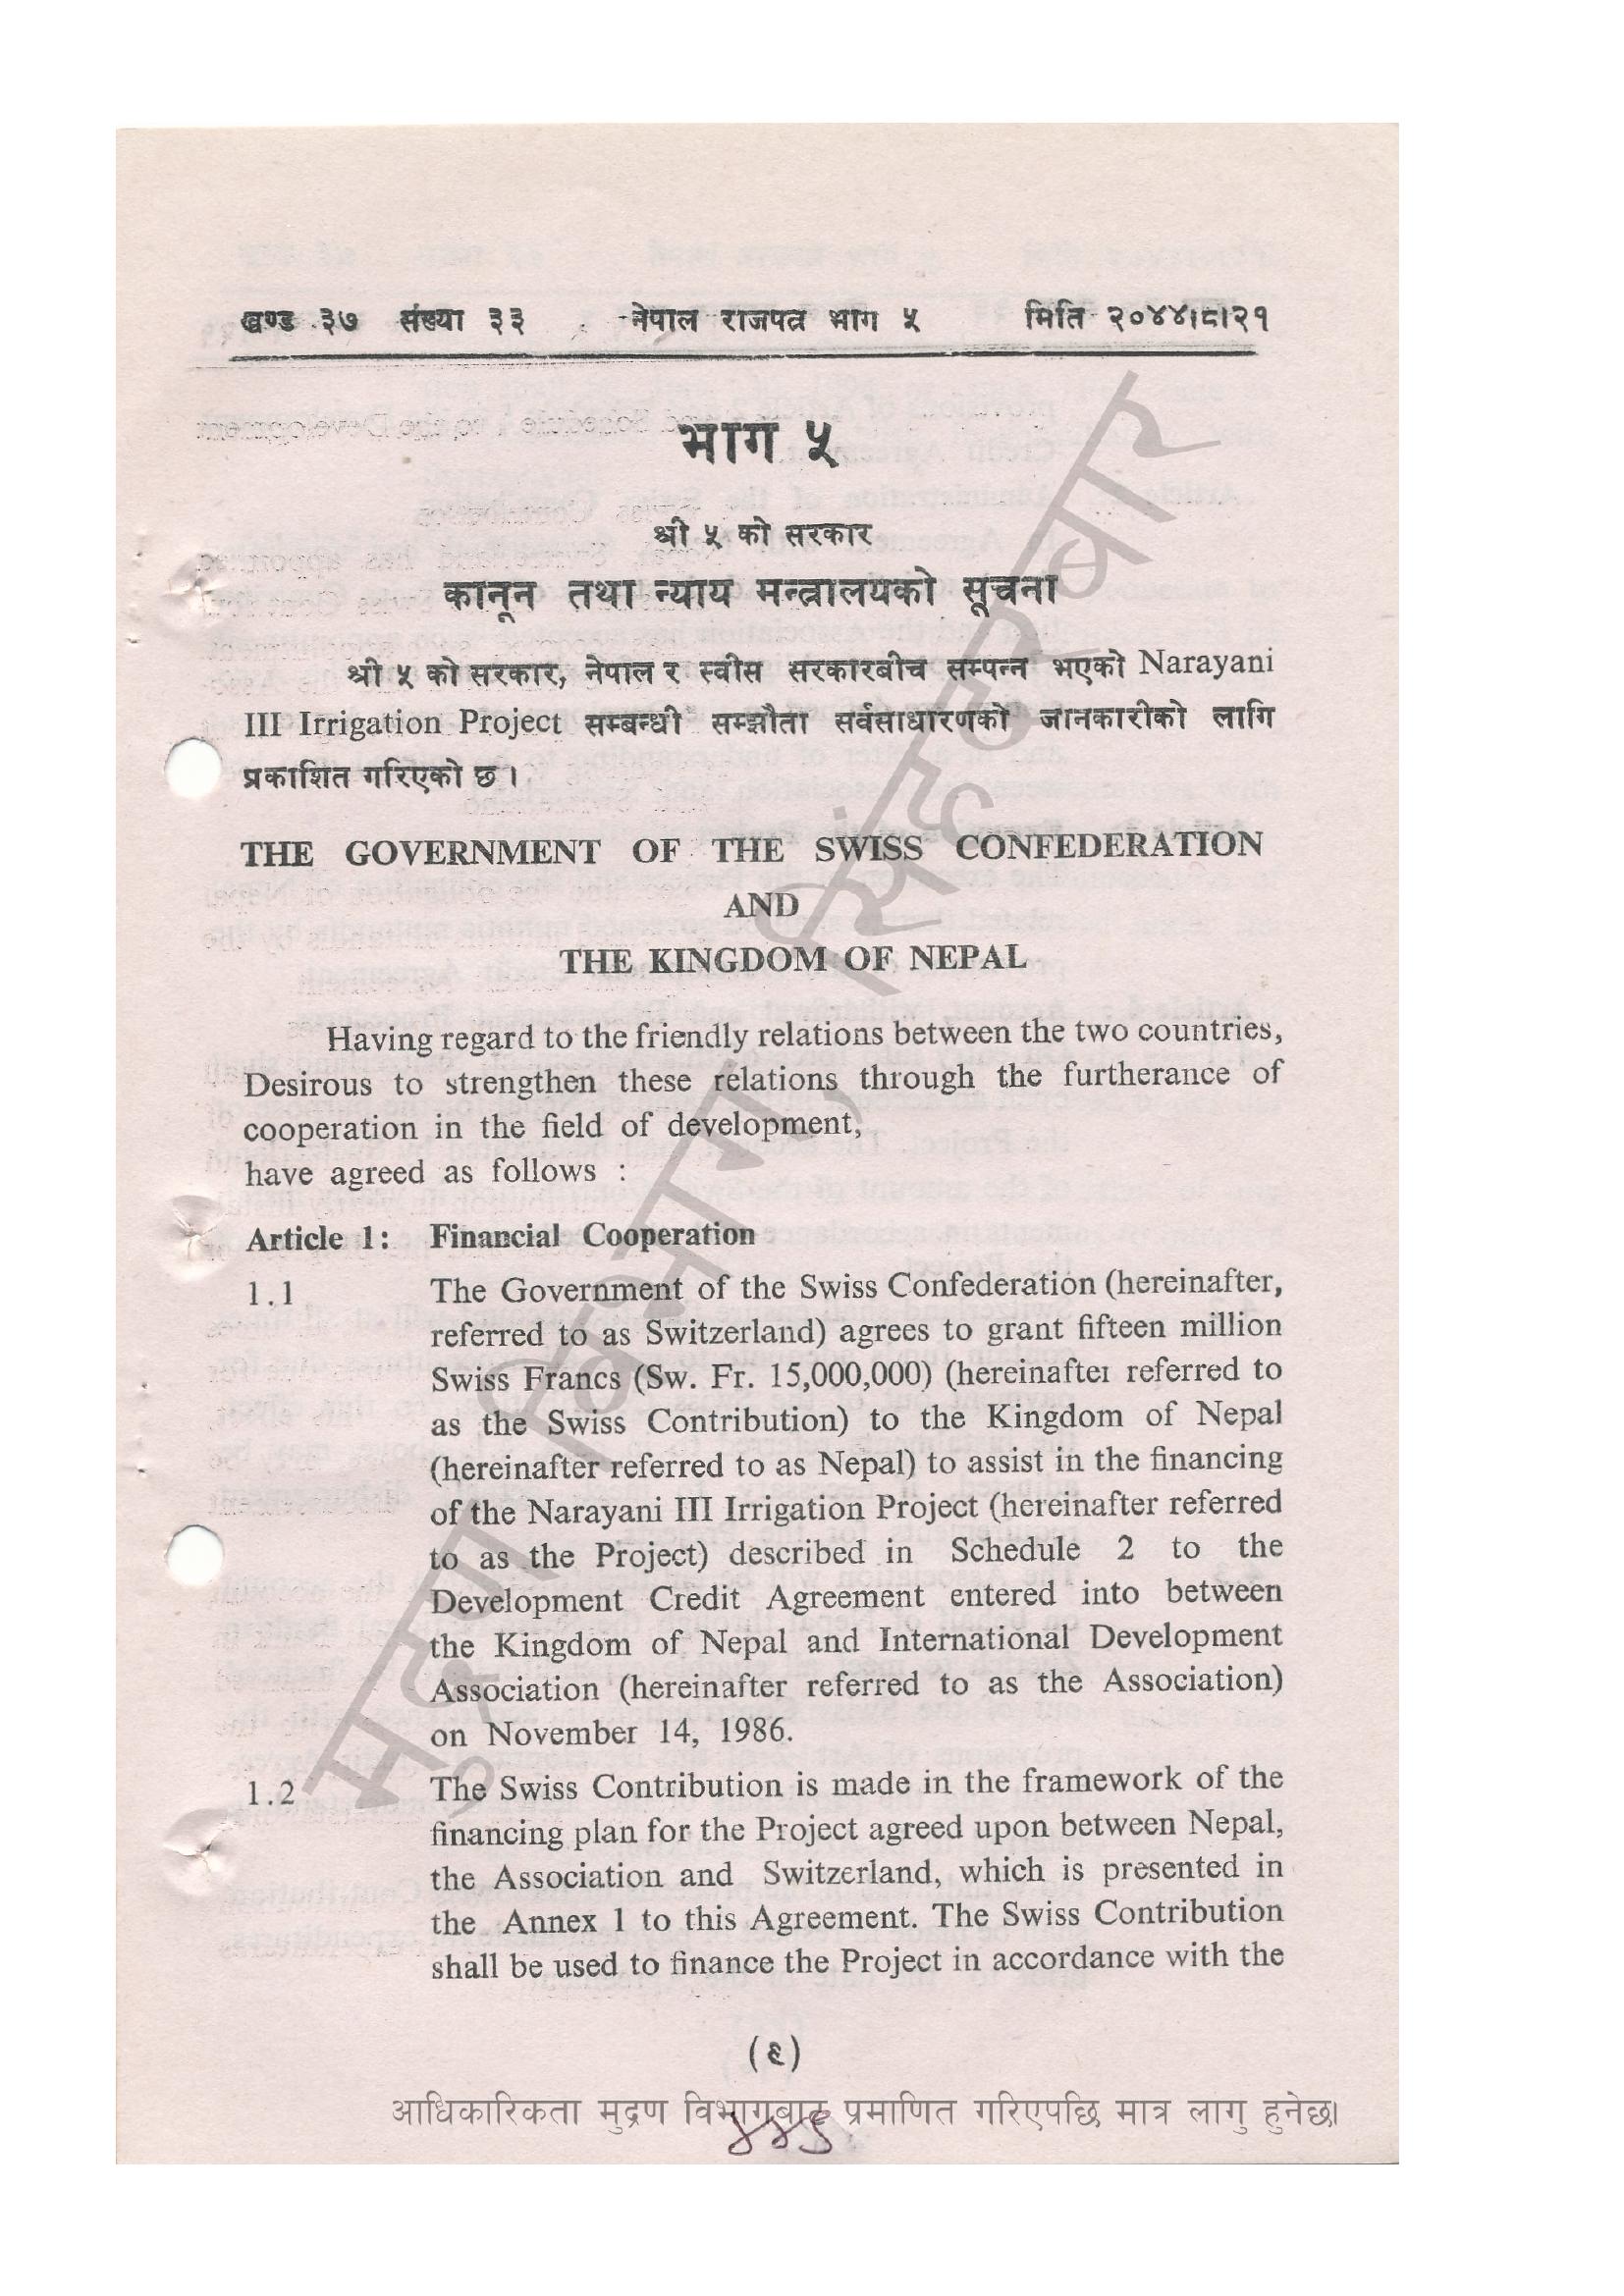 खण्ड ३७ संख्या ३३ नेपाल राजपत्र भाग ५ मिति २०४४।८।२१
भाग ५
श्री ५ को सरकार
कानून तथा न्याय मन्त्रालयको सूचना
श्री ५ को सरकार, नेपाल र स्वीस सरकारबीच सम्पन्न भएको Narayani
III Irrigation Project सम्बन्धी सम्झौता सर्वसाधारणको जानकारीको लागि
प्रकाशित गरिएको छ ।
THE GOVERNMENT OF THE SWISS CONFEDERATION
AND
THE KINGDOM OF NEPAL
Having regard to the friendly relations between the two countries,
Desirous to strengthen these relations through the furtherance of
cooperation in the field of development,
have agreed as follows :
Article 1: Financial Cooperation
1.1 The Government of the Swiss Confederation (hereinafter,
referred to as Switzerland) agrees to grant fifteen million
Swiss Francs (Sw. Fr. 15,000,000) (hereinafter referred to
as the Swiss Contribution) to the Kingdom of Nepal
(hereinafter referred to as Nepal) to assist in the financing
of the Narayani III Irrigation Project (hereinafter referred
to as the Project) described in Schedule 2 to the
Development Credit Agreement entered into between
the Kingdom of Nepal and International Development
Association (hereinafter referred to as the Association)
on November 14, 1986.
1.2 The Swiss Contribution is made in the framework of the
financing plan for the Project agreed upon between Nepal,
the Association and Switzerland, which is presented in
the Annex 1 to this Agreement. The Swiss Contribution
shall be used to finance the Project in accordance with the
मुद्रण विभाग, सिंहदरबार
आधिकारिकता मुद्रण विभागबाट प्रमाणित गरिएपछि मात्र लागु हुनेछ।